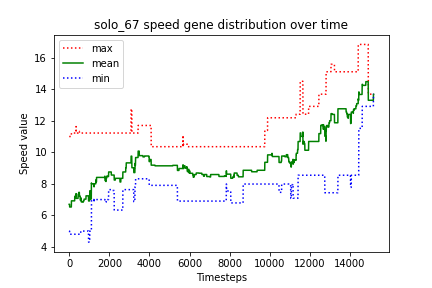 solo_67 speed gene distribution over time
max
mean
min
Speed value
16
14
12
10
8
6
4
0
2000
4000
6000
8000
10000
12000
14000
Timesteps